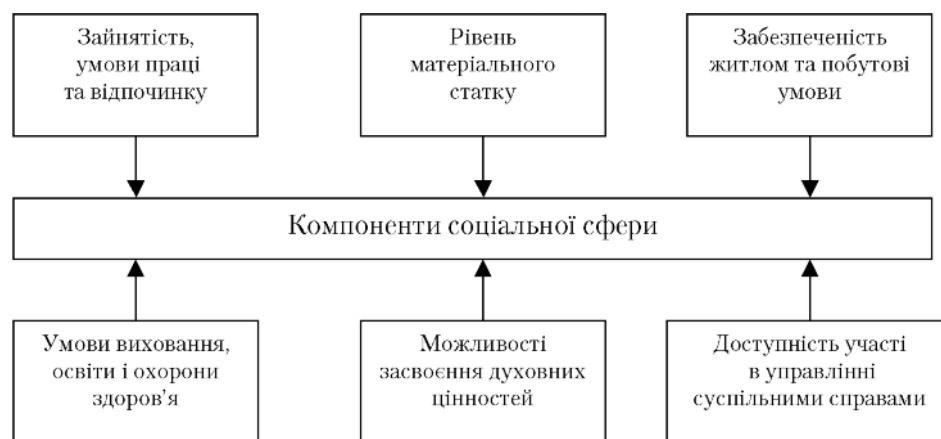 Зайнятість,
умови праці
та відпочинку
Рівень
матеріального
статку
Забезпеченість
житлом та побутові
умови
Компоненти соціальної сфери
Умови виховання,
освіти і охорони
здоров’я
Можливості
засвоєння духовних
цінностей
Доступність участі
в управлінні
суспільними справами